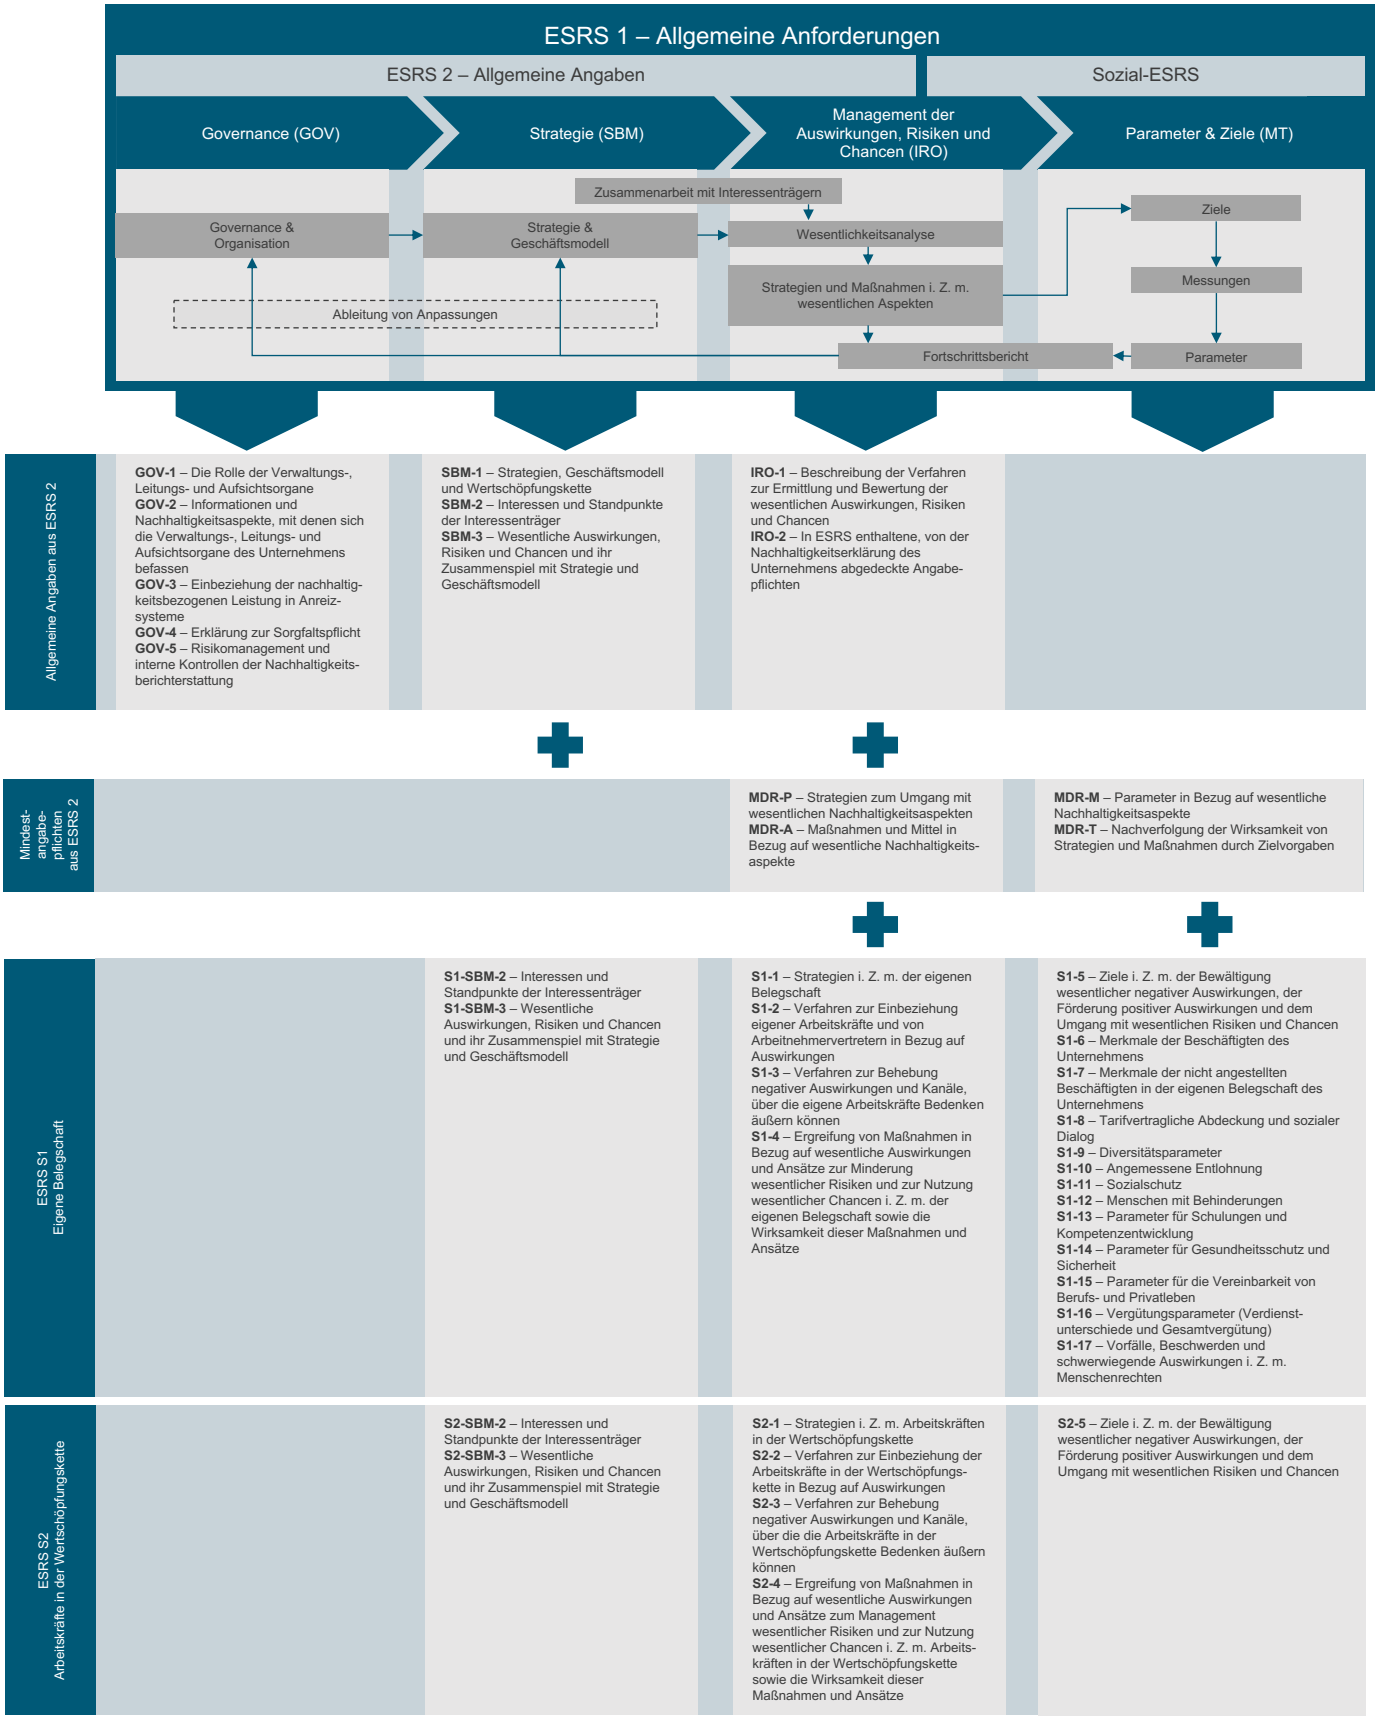 ESRS 1 – Allgemeine Anforderungen
ESRS 2 – Allgemeine Angaben
Sozial-ESRS
Governance (GOV)
Strategie (SBM)
Management der
Auswirkungen, Risiken und
Chancen (IRO)
Parameter & Ziele (MT)
Zusammenarbeit mit Interessenträgern
Governance &
Organisation
Strategie &
Geschäftsmodell
Wesentlichkeitsanalyse
Ziele
Strategien und Maßnahmen i. Z. m.
wesentlichen Aspekten
Messungen
Ableitung von Anpassungen
Fortschrittsbericht
Parameter
Allgemeine Angaben aus ESRS 2
GOV-1 – Die Rolle der Verwaltungs-,
Leitungs- und Aufsichtsorgane
GOV-2 – Informationen und
Nachhaltigkeitsaspekte, mit denen sich
die Verwaltungs-, Leitungs- und
Aufsichtsorgane des Unternehmens
befassen
GOV-3 – Einbeziehung der nachhaltig-
keitsbezogenen Leistung in Anreiz-
systeme
GOV-4 – Erklärung zur Sorgfaltspflicht
GOV-5 – Risikomanagement und
interne Kontrollen der Nachhaltigkeits-
berichterstattung
SBM-1 – Strategien, Geschäftsmodell
und Wertschöpfungskette
SBM-2 – Interessen und Standpunkte
der Interessenträger
SBM-3 – Wesentliche Auswirkungen,
Risiken und Chancen und ihr
Zusammenspiel mit Strategie und
Geschäftsmodell
IRO-1 – Beschreibung der Verfahren
zur Ermittlung und Bewertung der
wesentlichen Auswirkungen, Risiken
und Chancen
IRO-2 – In ESRS enthaltene, von der
Nachhaltigkeitserklärung des
Unternehmens abgedeckte Angabe-
pflichten
Mindest-
angabe-
pflichten
aus ESRS 2
MDR-P – Strategien zum Umgang mit
wesentlichen Nachhaltigkeitsaspekten
MDR-A – Maßnahmen und Mittel in
Bezug auf wesentliche Nachhaltigkeits-
aspekte
MDR-M – Parameter in Bezug auf wesentliche
Nachhaltigkeitsaspekte
MDR-T – Nachverfolgung der Wirksamkeit von
Strategien und Maßnahmen durch Zielvorgaben
ESRS S1
Eigene Belegschaft
S1-SBM-2 – Interessen und
Standpunkte der Interessenträger
S1-SBM-3 – Wesentliche
Auswirkungen, Risiken und Chancen
und ihr Zusammenspiel mit Strategie
und Geschäftsmodell
S1-1 – Strategien i. Z. m. der eigenen
Belegschaft
S1-2 – Verfahren zur Einbeziehung
eigener Arbeitskräfte und von
Arbeitnehmervertretern in Bezug auf
Auswirkungen
S1-3 – Verfahren zur Behebung
negativer Auswirkungen und Kanäle,
über die eigene Arbeitskräfte Bedenken
äußern können
S1-4 – Ergreifung von Maßnahmen in
Bezug auf wesentliche Auswirkungen
und Ansätze zur Minderung
wesentlicher Risiken und zur Nutzung
wesentlicher Chancen i. Z. m. der
eigenen Belegschaft sowie die
Wirksamkeit dieser Maßnahmen und
Ansätze
S1-5 – Ziele i. Z. m. der Bewältigung
wesentlicher negativer Auswirkungen, der
Förderung positiver Auswirkungen und dem
Umgang mit wesentlichen Risiken und Chancen
S1-6 – Merkmale der Beschäftigten des
Unternehmens
S1-7 – Merkmale der nicht angestellten
Beschäftigten in der eigenen Belegschaft des
Unternehmens
S1-8 – Tarifvertragliche Abdeckung und sozialer
Dialog
S1-9 – Diversitätsparameter
S1-10 – Angemessene Entlohnung
S1-11 – Sozialschutz
S1-12 – Menschen mit Behinderungen
S1-13 – Parameter für Schulungen und
Kompetenzentwicklung
S1-14 – Parameter für Gesundheitsschutz und
Sicherheit
S1-15 – Parameter für die Vereinbarkeit von
Berufs- und Privatleben
S1-16 – Vergütungsparameter (Verdienst-
unterschiede und Gesamtvergütung)
S1-17 – Vorfälle, Beschwerden und
schwerwiegende Auswirkungen i. Z. m.
Menschenrechten
ESRS S2
Arbeitskräfte in der Wertschöpfungskette
S2-SBM-2 – Interessen und
Standpunkte der Interessenträger
S2-SBM-3 – Wesentliche
Auswirkungen, Risiken und Chancen
und ihr Zusammenspiel mit Strategie
und Geschäftsmodell
S2-1 – Strategien i. Z. m. Arbeitskräften
in der Wertschöpfungskette
S2-2 – Verfahren zur Einbeziehung der
Arbeitskräfte in der Wertschöpfungs-
kette in Bezug auf Auswirkungen
S2-3 – Verfahren zur Behebung
negativer Auswirkungen und Kanäle,
über die die Arbeitskräfte in der
Wertschöpfungskette Bedenken äußern
können
S2-4 – Ergreifung von Maßnahmen in
Bezug auf wesentliche Auswirkungen
und Ansätze zum Management
wesentlicher Risiken und zur Nutzung
wesentlicher Chancen i. Z. m. Arbeits-
kräften in der Wertschöpfungskette
sowie die Wirksamkeit dieser
Maßnahmen und Ansätze
S2-5 – Ziele i. Z. m. der Bewältigung
wesentlicher negativer Auswirkungen, der
Förderung positiver Auswirkungen und dem
Umgang mit wesentlichen Risiken und Chancen